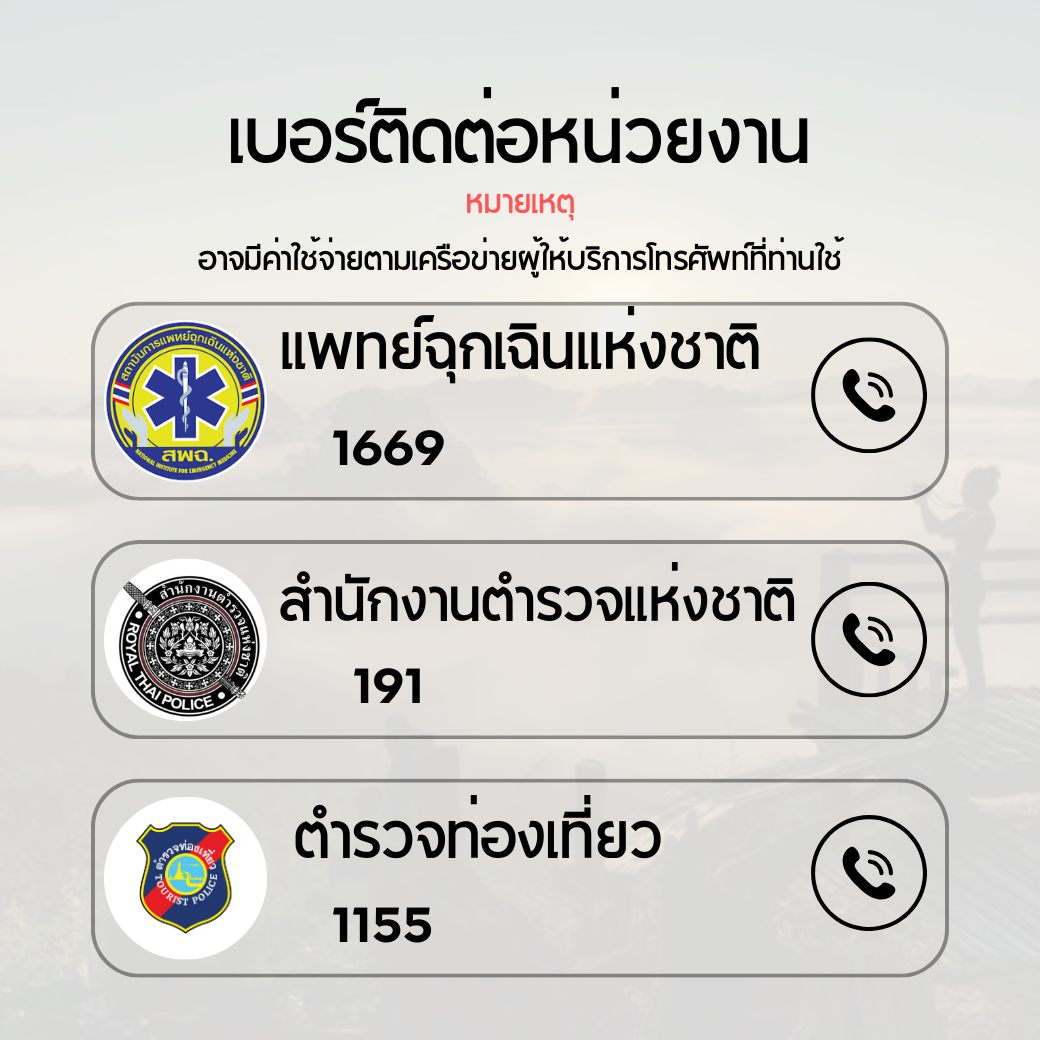 เบอร์ติดต่อหน่วยงาน
หมายเหตุ
อาจมีค่าใช้จ่ายตามเครือข่ายผู้ให้บริการโทรศัพท์ที่ท่านใช้
สถาบันการแพทย์ฉุกเฉินแห่งชาติ
สพฉ.
NATIONAL INSTITUTE FOR EMERGENCY MEDICINE
แพทย์ฉุกเฉินแห่งชาติ
1669
สำนักงานตำรวจแห่งชาติ
ROYAL THAI POLICE
สำนักงานตำรวจแห่งชาติ
191
ตำรวจท่องเที่ยว
TOURIST POLICE
ตำรวจท่องเที่ยว
1155